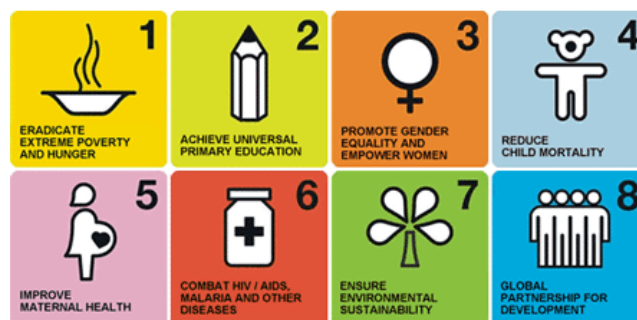 1
ERADICATE
EXTREME POVERTY
AND HUNGER
2
ACHIEVE UNIVERSAL
PRIMARY EDUCATION
3
PROMOTE GENDER
EQUALITY AND
EMPOWER WOMEN
4
REDUCE
CHILD MORTALITY
5
IMPROVE
MATERNAL HEALTH
6
COMBAT HIV / AIDS,
MALARIA AND OTHER
DISEASES
7
ENSURE
ENVIRONMENTAL
SUSTAINABILITY
8
GLOBAL
PARTNERSHIP FOR
DEVELOPMENT